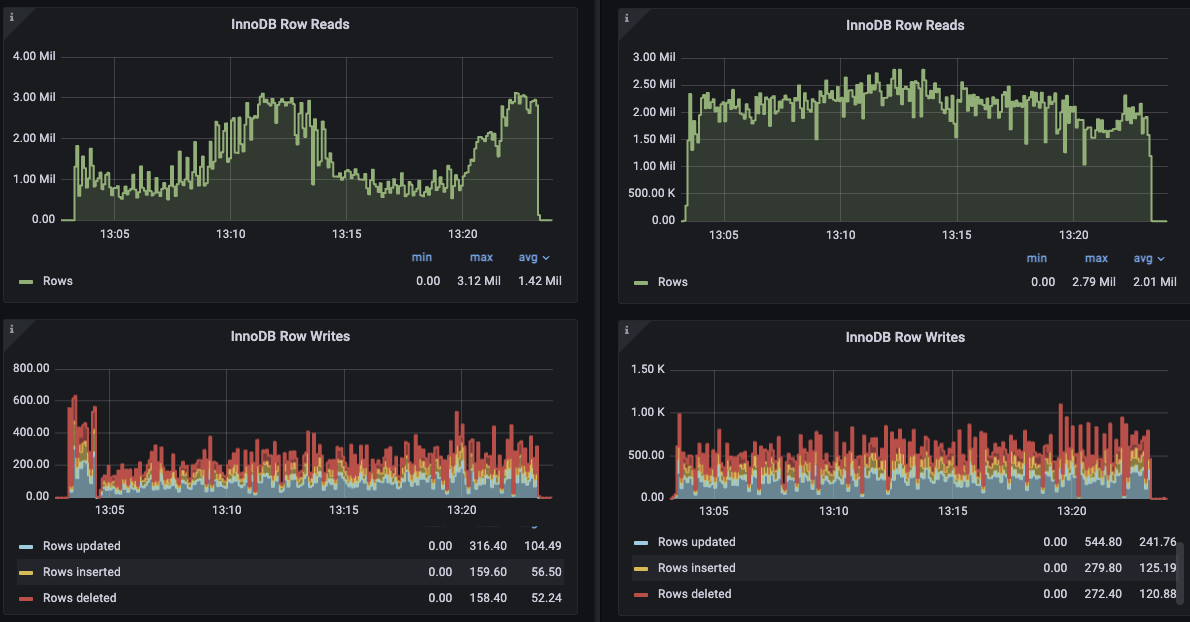 InnoDB Row Reads
4.00 Mil
3.00 Mil
2.00 Mil
1.00 Mil
0.00
13:05 13:10 13:15 13:20
min max avg
Rows 0.00 3.12 Mil 1.42 Mil
InnoDB Row Reads
3.00 Mil
2.50 Mil
2.00 Mil
1.50 Mil
1.00 Mil
500.00 K
0.00
13:05 13:10 13:15 13:20
min max avg
Rows 0.00 2.79 Mil 2.01 Mil
InnoDB Row Writes
800.00
600.00
400.00
200.00
0.00
13:05 13:10 13:15 13:20
Rows updated 0.00 316.40 104.49
Rows inserted 0.00 159.60 56.50
Rows deleted 0.00 158.40 52.24
InnoDB Row Writes
1.50 K
1.00 K
500.00
0.00
13:05 13:10 13:15 13:20
Rows updated 0.00 544.80 241.76
Rows inserted 0.00 279.80 125.19
Rows deleted 0.00 272.40 120.88